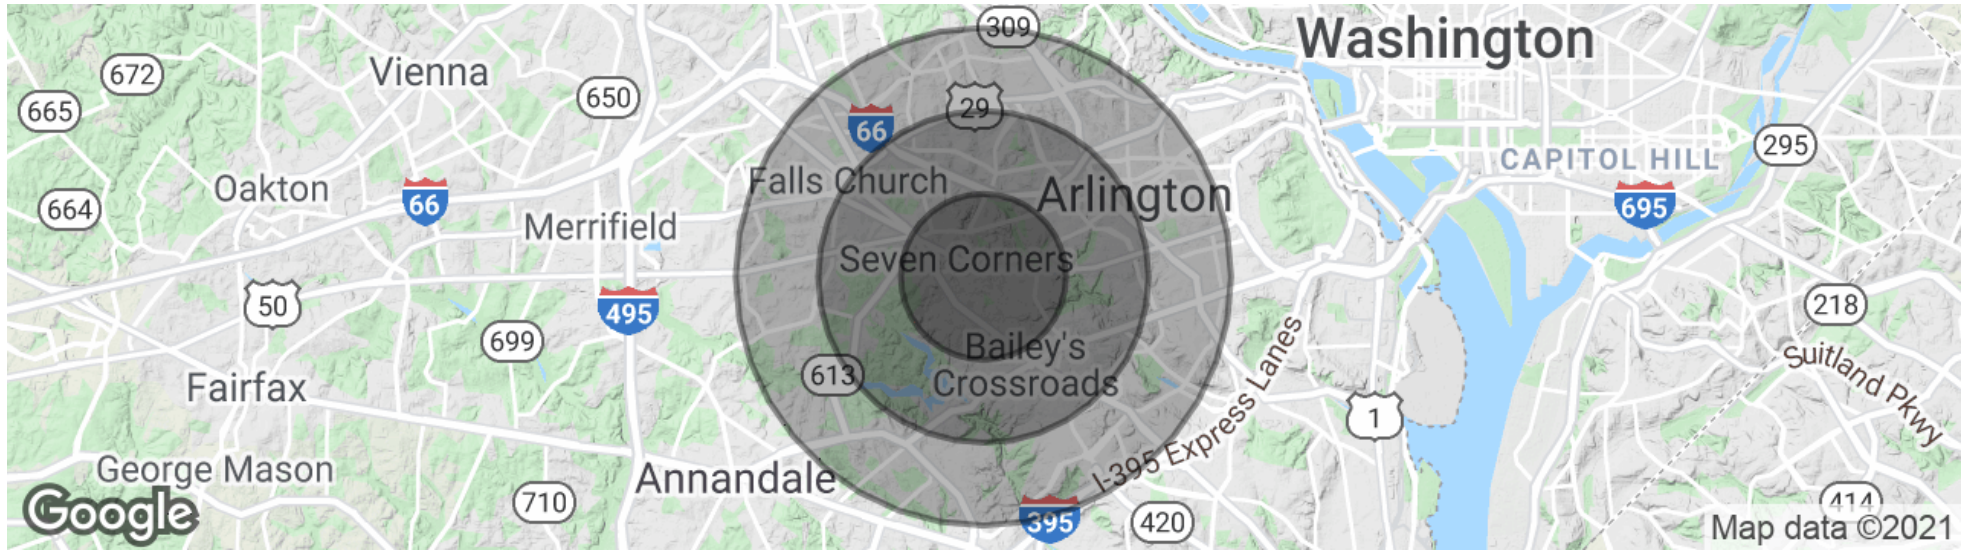 309
Washington
672
Vienna
650
665
29
66
295
CAPITOL HILL
Falls Church
Oakton
Arlington
66
664
695
Merrifield
Seven Corners
50
495
218
699
Bailey's
Crossroads
613
Suitland Pkwy
Fairfax
1
I-395 Express Lanes
George Mason
Annandale
710
414
Google
395
420
Map data ©2021